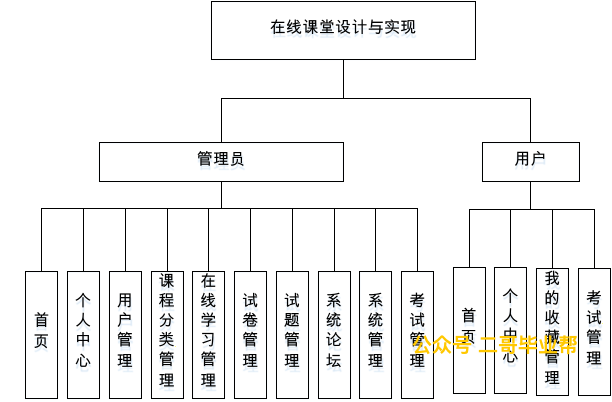 在线课堂设计与实现
管理员
用户
首页
个人中心
用户管理
课程分类管理
在线学习管理
试卷管理
试题管理
系统论坛
系统管理
考试管理
首页
个人中心
我的收藏管理
考试管理
公众号 二哥毕业帮